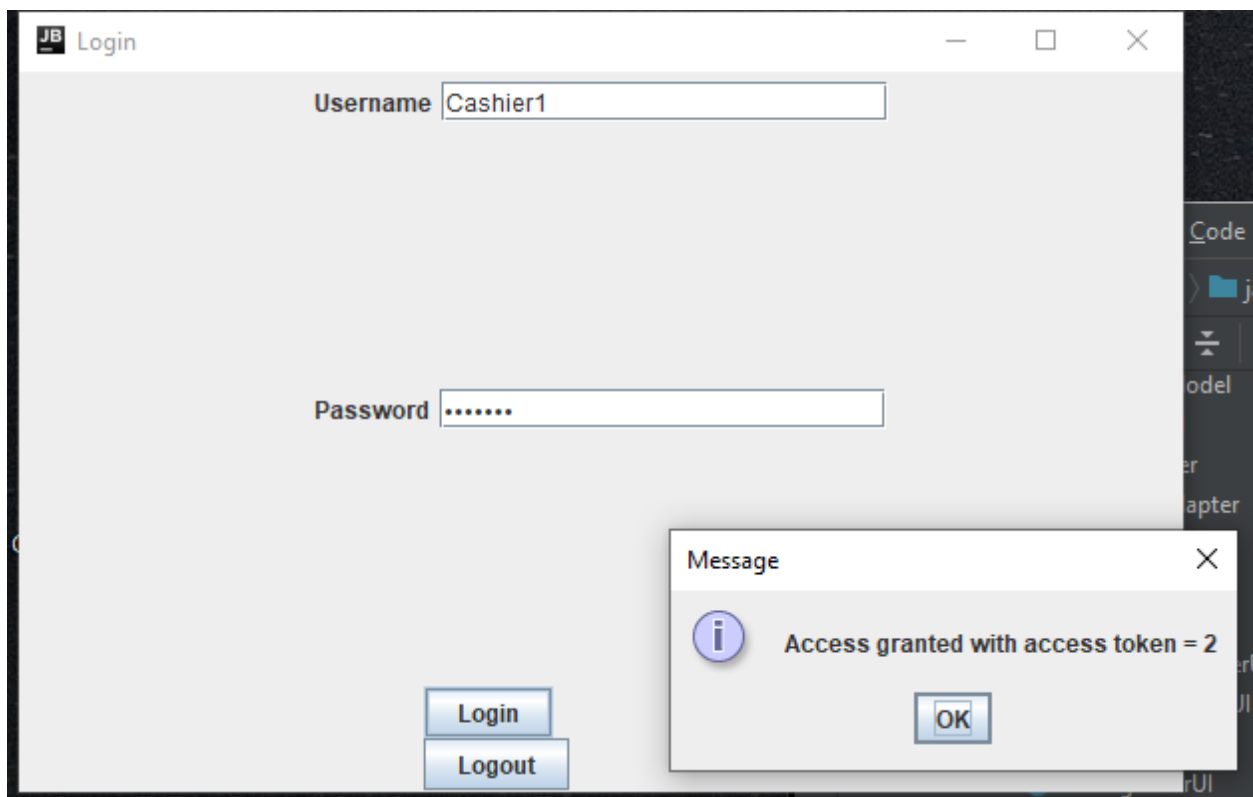 JB Login
Username Cashier1
Code
odel
Password •••••••
er
apter
Message
Access granted with access token = 2
OK
Login
Logout
rUI